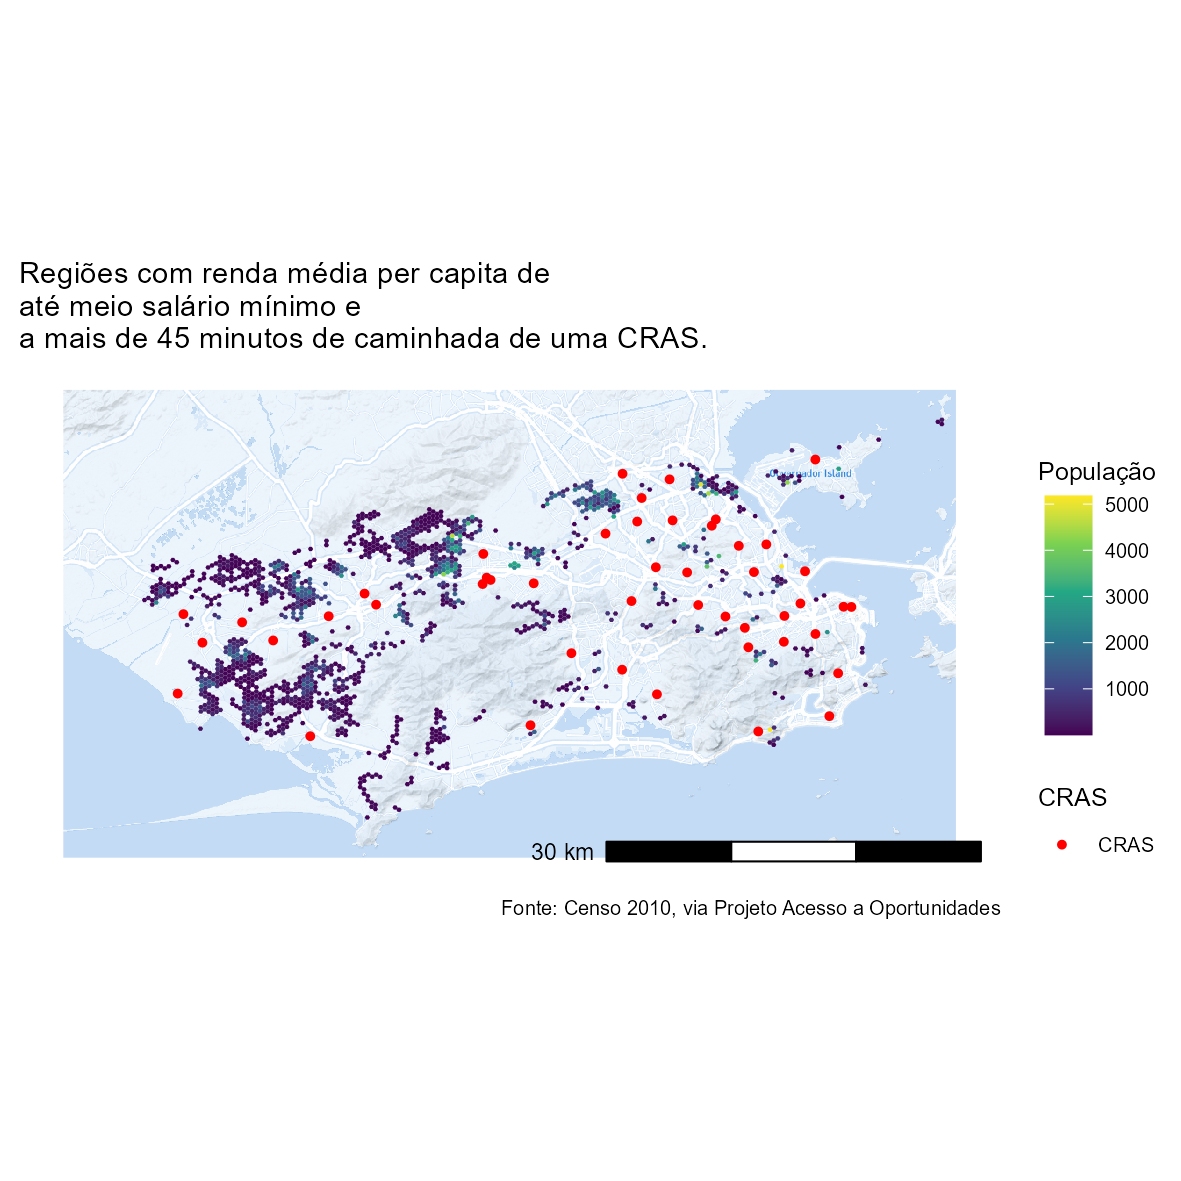 Regiões com renda média per capita de
até meio salário mínimo e
a mais de 45 minutos de caminhada de uma CRAS.
Governador Island
População
5000
4000
3000
2000
1000
CRAS
CRAS
30 km
Fonte: Censo 2010, via Projeto Acesso a Oportunidades